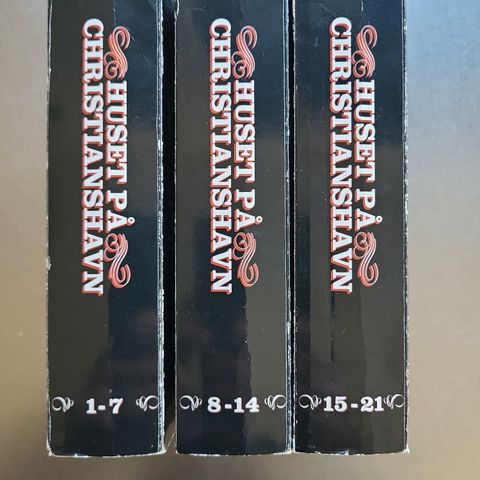 HUSET PÅ
CHRISTIANSHAVN
1-7
HUSET PÅ
CHRISTIANSHAVN
8-14
HUSET PÅ
CHRISTIANSHAVN
15-21